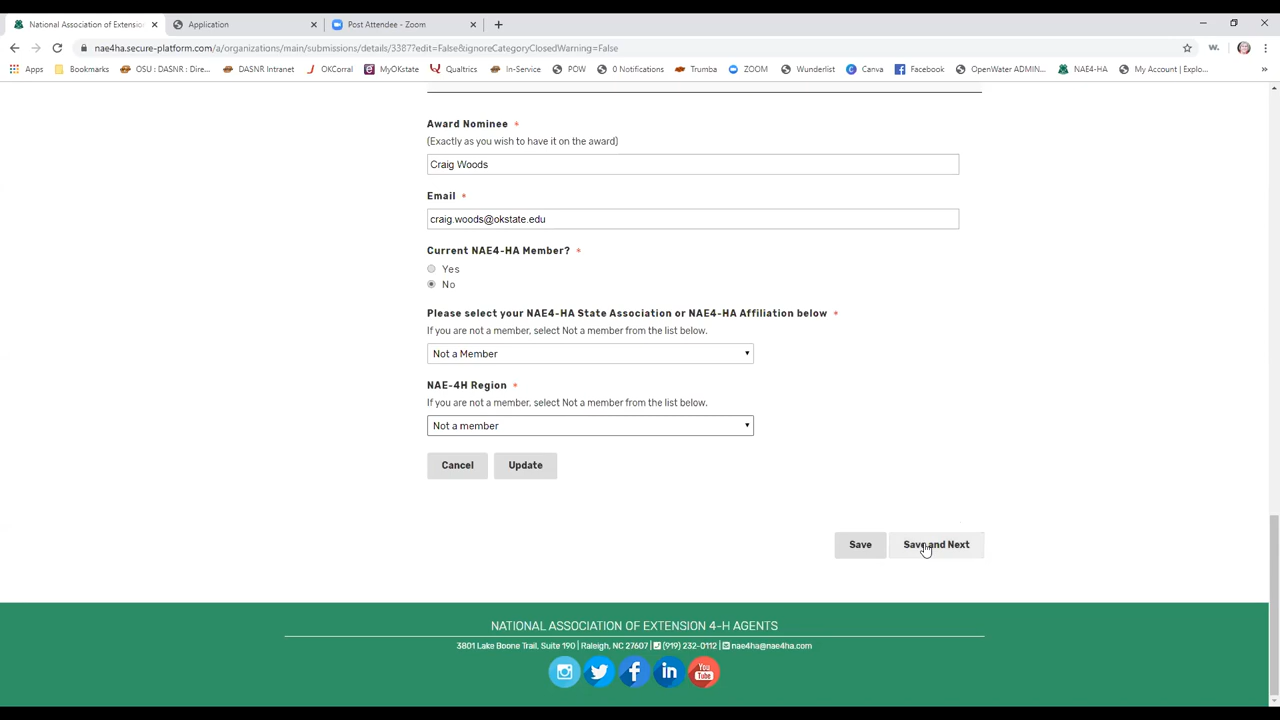 National Association of Extensio
Application
Post Attendee - Zoom
nae4ha.secure-platform.com/a/organizations/main/submissions/details/3387?edit=False&ignoreCategoryClosedWarning=False
Apps
Bookmarks
OSU : DASNR : Dire...
DASNR Intranet
OKCorral
MyOKstate
Qualtrics
In-Service
POW
0 Notifications
Trumba
ZOOM
Wunderlist
Canva
Facebook
OpenWater ADMIN...
NAE4-HA
My Account | Explo...
Award Nominee *
(Exactly as you wish to have it on the award)
Craig Woods
Email *
craig.woods@okstate.edu
Current NAE4-HA Member? *
Yes
No
Please select your NAE4-HA State Association or NAE4-HA Affiliation below *
If you are not a member, select Not a member from the list below.
Not a Member
NAE-4H Region *
If you are not a member, select Not a member from the list below.
Not a member
Cancel
Update
Save
Save and Next
NATIONAL ASSOCIATION OF EXTENSION 4-H AGENTS
3801 Lake Boone Trail, Suite 190 | Raleigh, NC 27607 | (919) 232-0112 | nae4ha@nae4ha.com
You
Tube